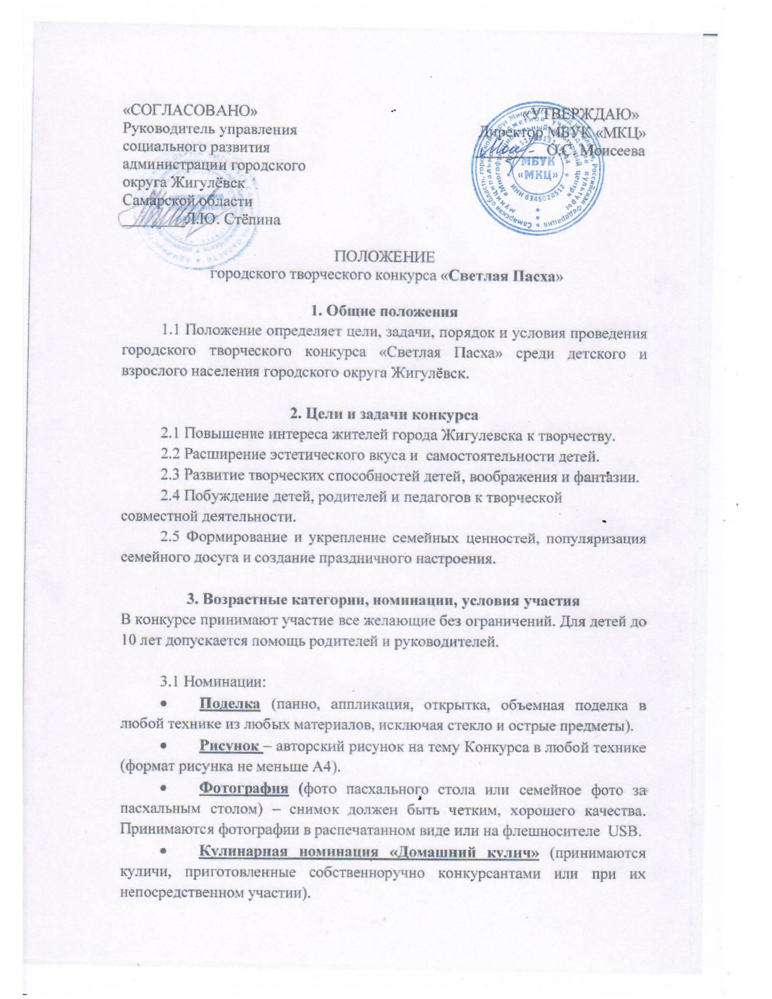 «СОГЛАСОВАНО»
Руководитель управления
социального развития
администрации городского
округа Жигулёвск
Самарской области
Л.Ю. Стёпина
«УТВЕРЖДАЮ»
Директор МБУК «МКЦ»
О.С. Моисеева
МБУК
«МКЦ»
ИНН 6345028512
ПОЛОЖЕНИЕ
городского творческого конкурса «Светлая Пасха»
1. Общие положения
1.1 Положение определяет цели, задачи, порядок и условия проведения
городского творческого конкурса «Светлая Пасха» среди детского и
взрослого населения городского округа Жигулёвск.
2. Цели и задачи конкурса
2.1 Повышение интереса жителей города Жигулевска к творчеству.
2.2 Расширение эстетического вкуса и самостоятельности детей.
2.3 Развитие творческих способностей детей, воображения и фантазии.
2.4 Побуждение детей, родителей и педагогов к творческой
совместной деятельности.
2.5 Формирование и укрепление семейных ценностей, популяризация
семейного досуга и создание праздничного настроения.
3. Возрастные категории, номинации, условия участия
В конкурсе принимают участие все желающие без ограничений. Для детей до
10 лет допускается помощь родителей и руководителей.
3.1 Номинации:
• Поделка (панно, аппликация, открытка, объемная поделка в
любой технике из любых материалов, исключая стекло и острые предметы).
• Рисунок – авторский рисунок на тему Конкурса в любой технике
(формат рисунка не меньше А4).
• Фотография (фото пасхального стола или семейное фото за
пасхальным столом) – снимок должен быть четким, хорошего качества.
Принимаются фотографии в распечатанном виде или на флешносителе USB.
• Кулинарная номинация «Домашний кулич» (принимаются
куличи, приготовленные собственноручно конкурсантами или при их
непосредственном участии).